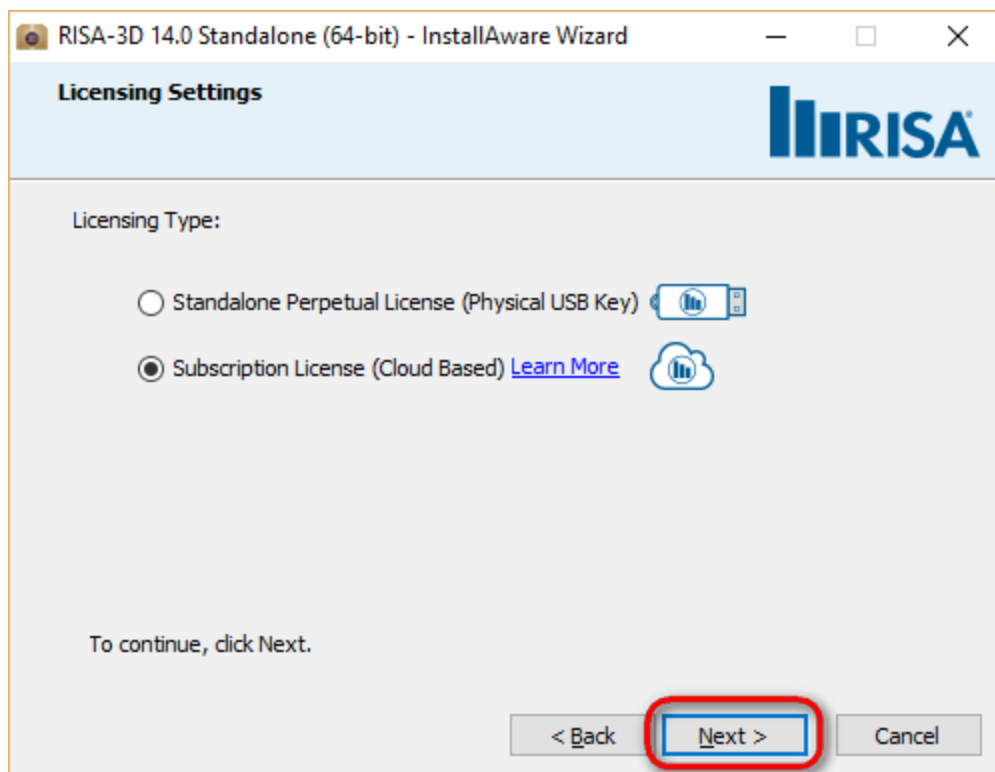 RISA-3D 14.0 Standalone (64-bit) - InstallAware Wizard
Licensing Settings
RISA
Licensing Type:
Standalone Perpetual License (Physical USB Key)
Subscription License (Cloud Based) Learn More
To continue, click Next.
< Back Next > Cancel